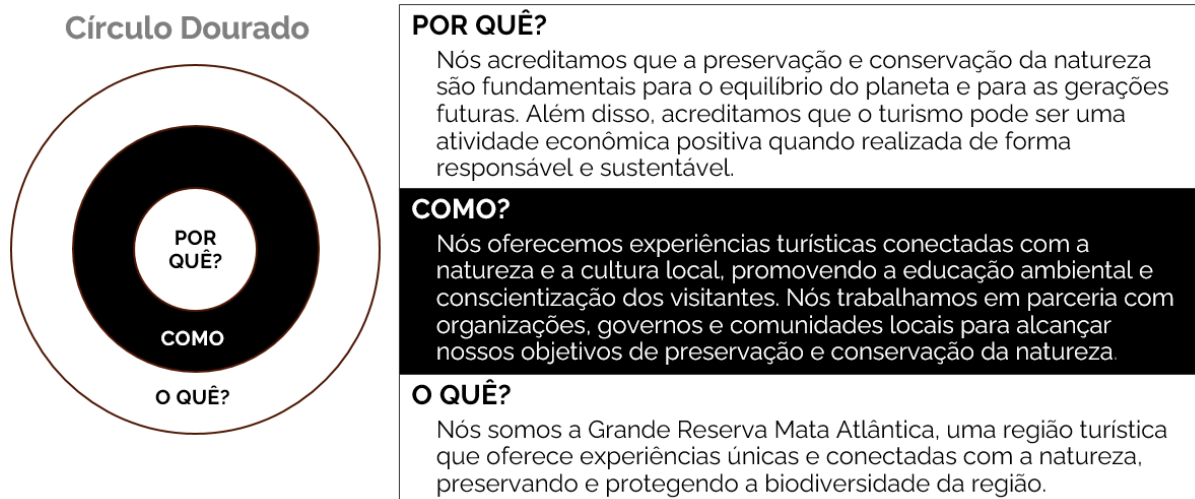 Círculo Dourado
POR
QUÊ?
COMO
O QUÊ?
POR QUÊ?
Nós acreditamos que a preservação e conservação da natureza
são fundamentais para o equilíbrio do planeta e para as gerações
futuras. Além disso, acreditamos que o turismo pode ser uma
atividade econômica positiva quando realizada de forma
responsável e sustentável.
COMO?
Nós oferecemos experiências turísticas conectadas com a
natureza e a cultura local, promovendo a educação ambiental e
conscientização dos visitantes. Nós trabalhamos em parceria com
organizações, governos e comunidades locais para alcançar
nossos objetivos de preservação e conservação da natureza.
O QUÊ?
Nós somos a Grande Reserva Mata Atlântica, uma região turística
que oferece experiências únicas e conectadas com a natureza,
preservando e protegendo a biodiversidade da região.